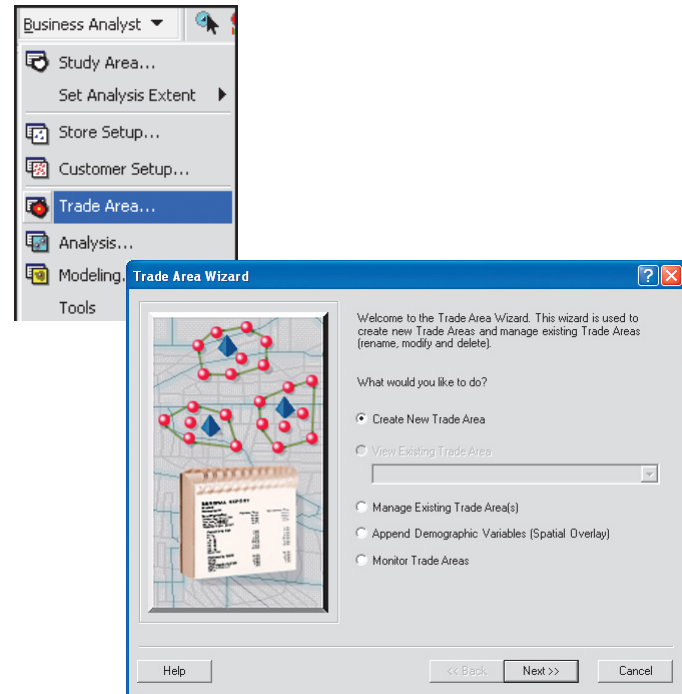 Business Analyst
Study Area...
Set Analysis Extent
Store Setup...
Customer Setup...
Trade Area...
Analysis...
Modeling.
Tools
Trade Area Wizard
Welcome to the Trade Area Wizard. This wizard is used to
create new Trade Areas and manage existing Trade Areas
(rename, modify and delete).
What would you like to do?
Create New Trade Area
View Existing Trade Area
Manage Existing Trade Area(s)
Append Demographic Variables (Spatial Overlay)
Monitor Trade Areas
Help
<< Back
Next >>
Cancel